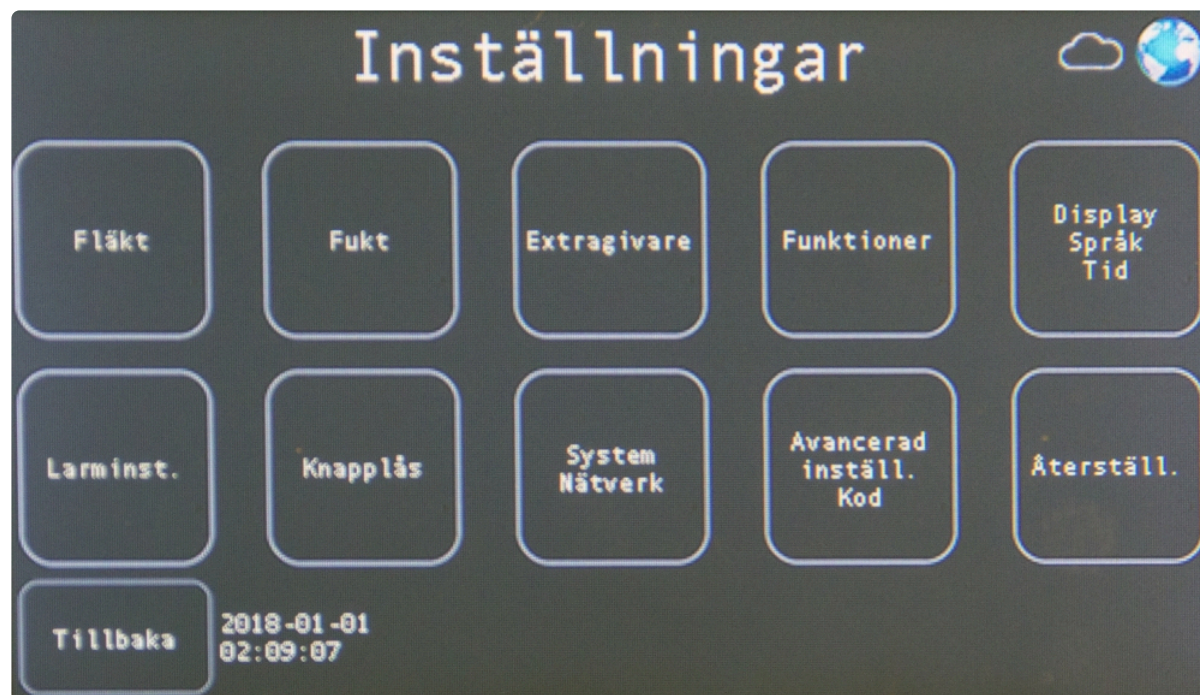 Inställningar
Fläkt
Fukt
Extragivare
Funktioner
Display
Språk
Tid
Larminst.
Knapplås
System
Nätverk
Avancerad
inställ.
Kod
Återställ.
Tillbaka
2018-01-01
02:09:07